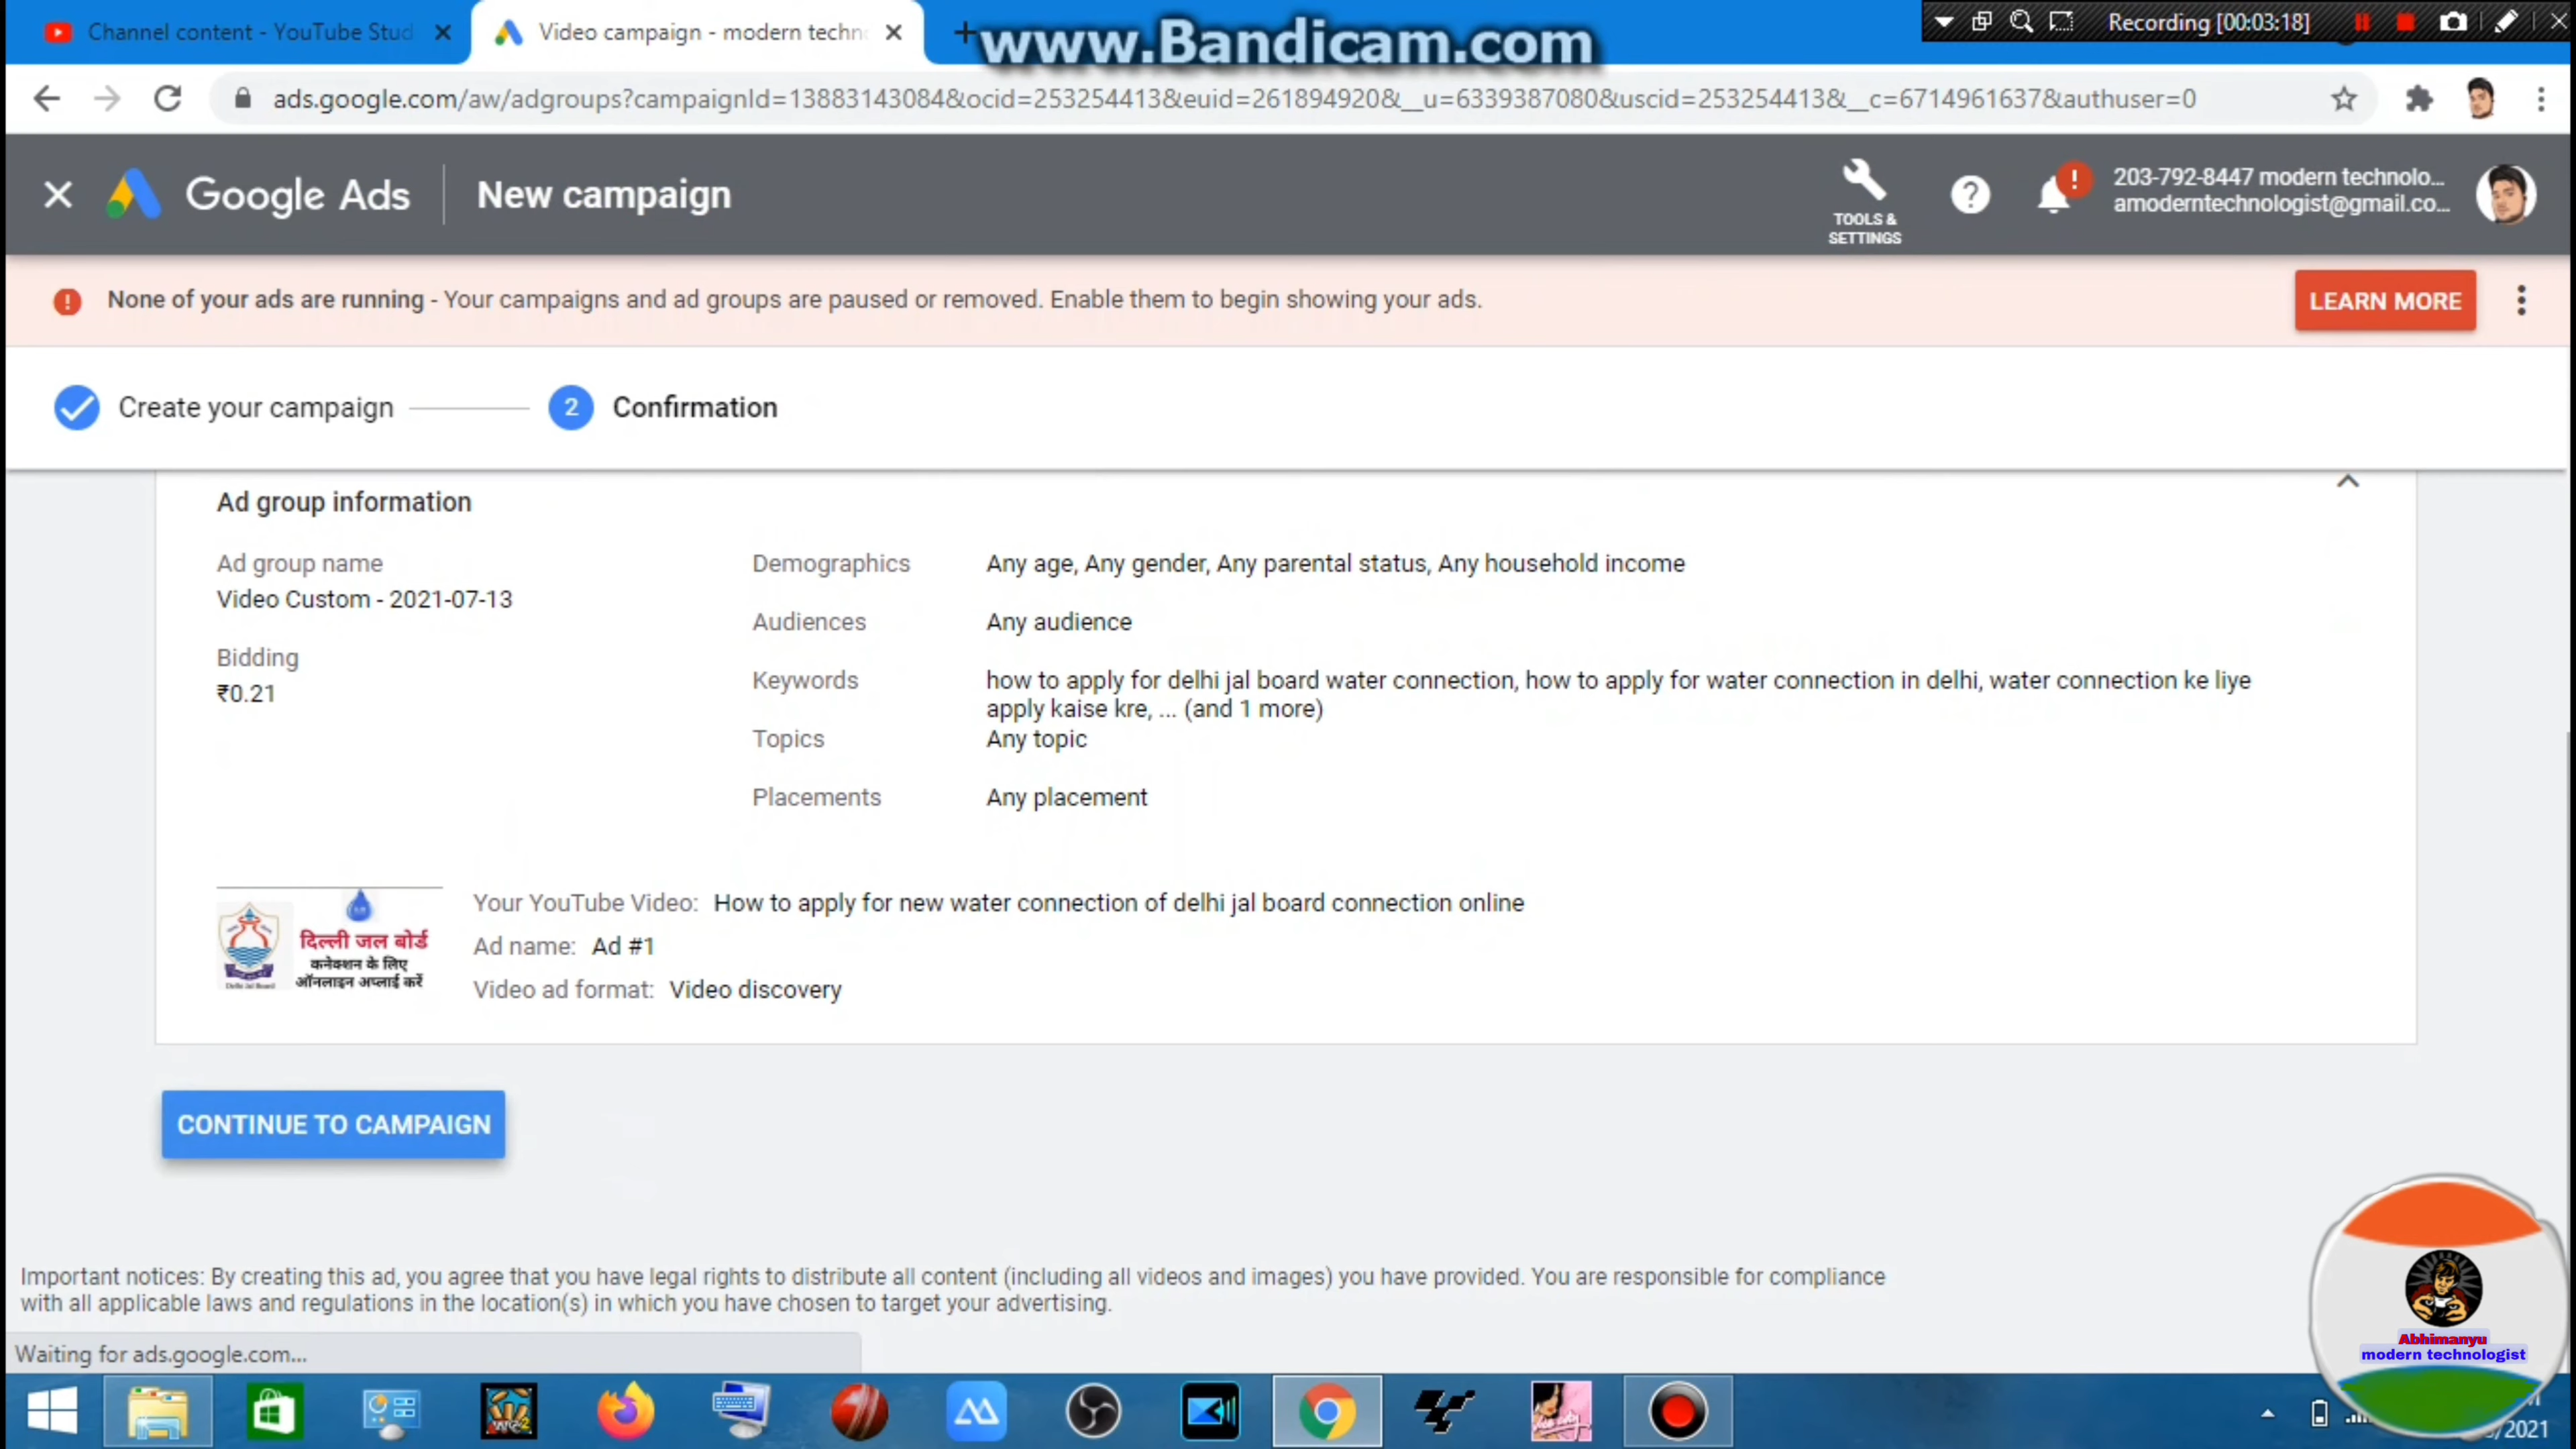 Channel content - YouTube Stud
Video campaign - modern techn
www.Bandicam.com
Recording [00:03:18]
ads.google.com/aw/adgroups?campaignId=13883143084&ocid=253254413&euid=261894920&__u=6339387080&uscid=253254413&__c=6714961637&authuser=0
Google Ads
New campaign
TOOLS &
SETTINGS
203-792-8447 modern technolo...
amoderntechnologist@gmail.co...
None of your ads are running - Your campaigns and ad groups are paused or removed. Enable them to begin showing your ads.
LEARN MORE
Create your campaign
2
Confirmation
Ad group information
Ad group name
Video Custom - 2021-07-13
Bidding
₹0.21
Demographics
Any age, Any gender, Any parental status, Any household income
Audiences
Any audience
Keywords
how to apply for delhi jal board water connection, how to apply for water connection in delhi, water connection ke liye
apply kaise kre, ... (and 1 more)
Topics
Any topic
Placements
Any placement
दिल्ली जल बोर्ड
कनेक्शन के लिए
ऑनलाइन अप्लाई करें
Delhi Jal Board
Your YouTube Video: How to apply for new water connection of delhi jal board connection online
Ad name: Ad #1
Video ad format: Video discovery
CONTINUE TO CAMPAIGN
Important notices: By creating this ad, you agree that you have legal rights to distribute all content (including all videos and images) you have provided. You are responsible for compliance
with all applicable laws and regulations in the location(s) in which you have chosen to target your advertising.
Waiting for ads.google.com...
Abhimanyu
modern technologist
/2021